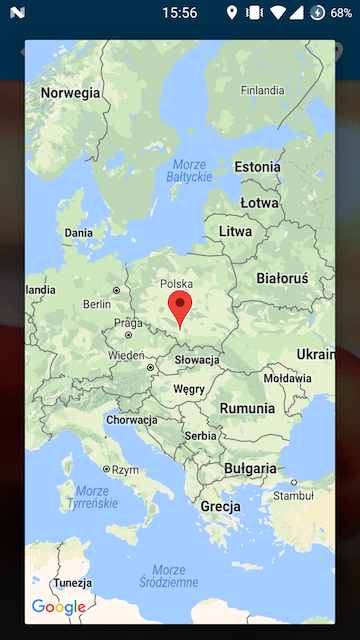 15:56
68%
Norwegia
Finlandia
Morze
Bałtyckie
Estonia
Łotwa
Dania
Litwa
Białoruś
landia
Polska
Berlin
Praga
Ukrain
Wiedeń
Słowacja
Mołdawia
Węgry
Rumunia
Chorwacja
Serbia
Bułgaria
Rzym
Stambuł
Morze
Tyrreńskie
Grecja
Morze
Śródziemne
Tunezja
Google